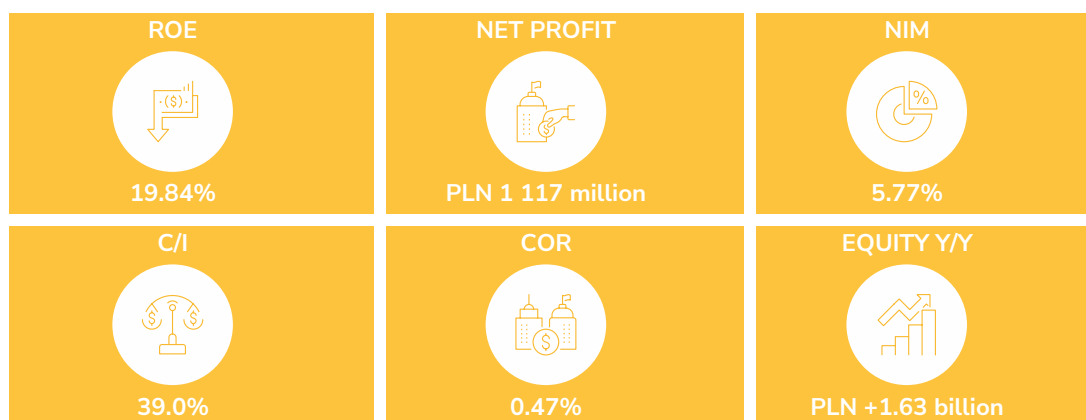 ROE
19.84%
NET PROFIT
PLN 1 117 million
NIM
%
5.77%
C/I
39.0%
COR
0.47%
EQUITY Y/Y
PLN +1.63 billion